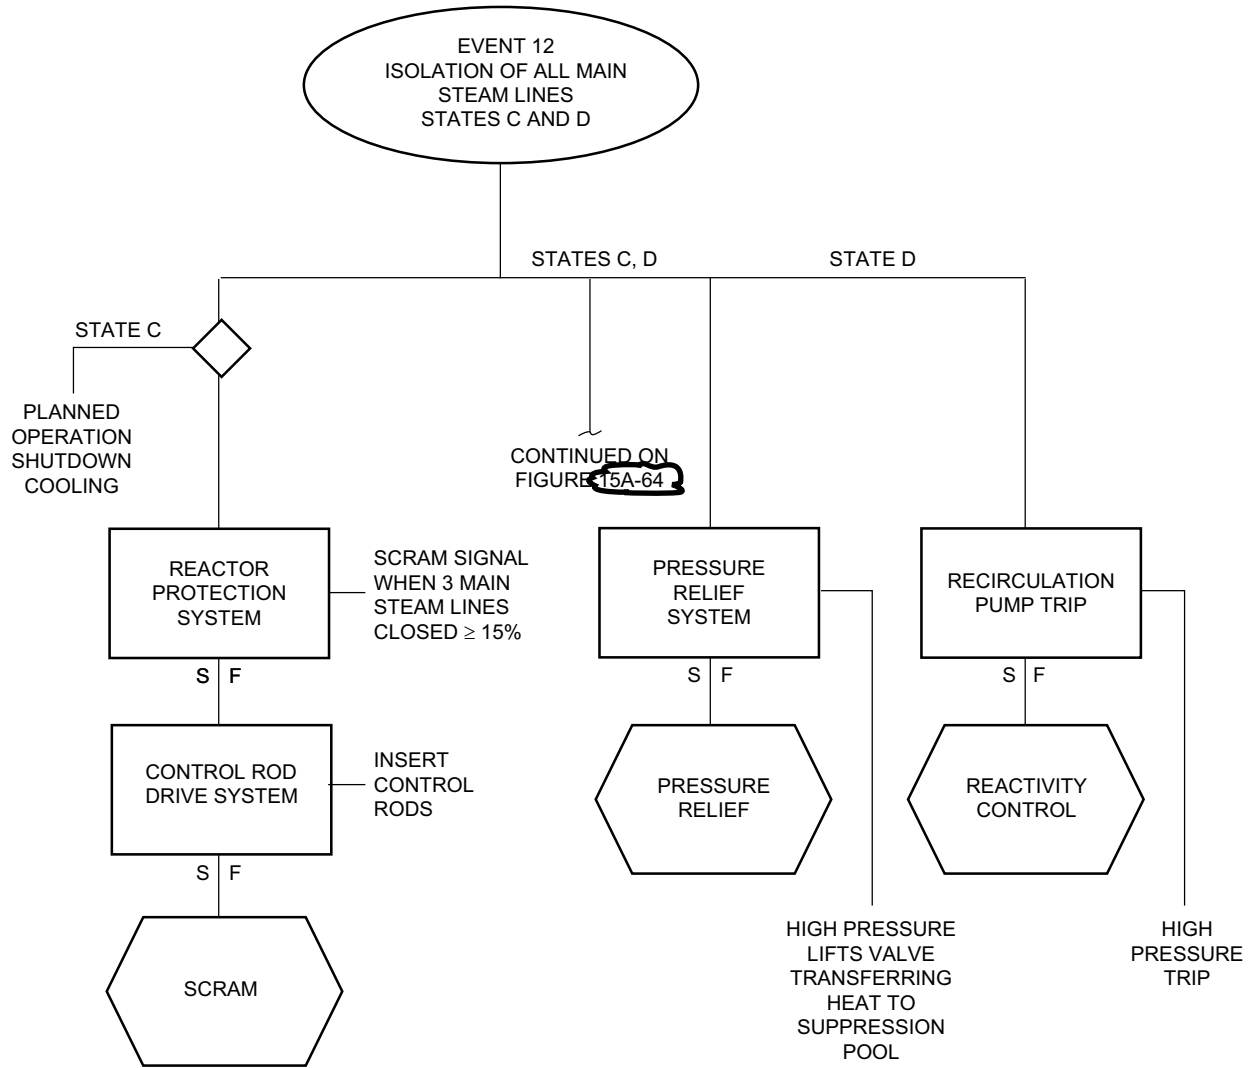 EVENT 12
ISOLATION OF ALL MAIN
STEAM LINES
STATES C AND D
STATES C, D
STATE D
STATE C
PLANNED
OPERATION
SHUTDOWN
COOLING
CONTINUED ON
FIGURE 15A-64
REACTOR
PROTECTION
SYSTEM
SCRAM SIGNAL
WHEN 3 MAIN
STEAM LINES
CLOSED ≥ 15%
PRESSURE
RELIEF
SYSTEM
RECIRCULATION
PUMP TRIP
S F
S F
S F
CONTROL ROD
DRIVE SYSTEM
INSERT
CONTROL
RODS
PRESSURE
RELIEF
REACTIVITY
CONTROL
S F
SCRAM
HIGH PRESSURE
LIFTS VALVE
TRANSFERRING
HEAT TO
SUPPRESSION
POOL
HIGH
PRESSURE
TRIP